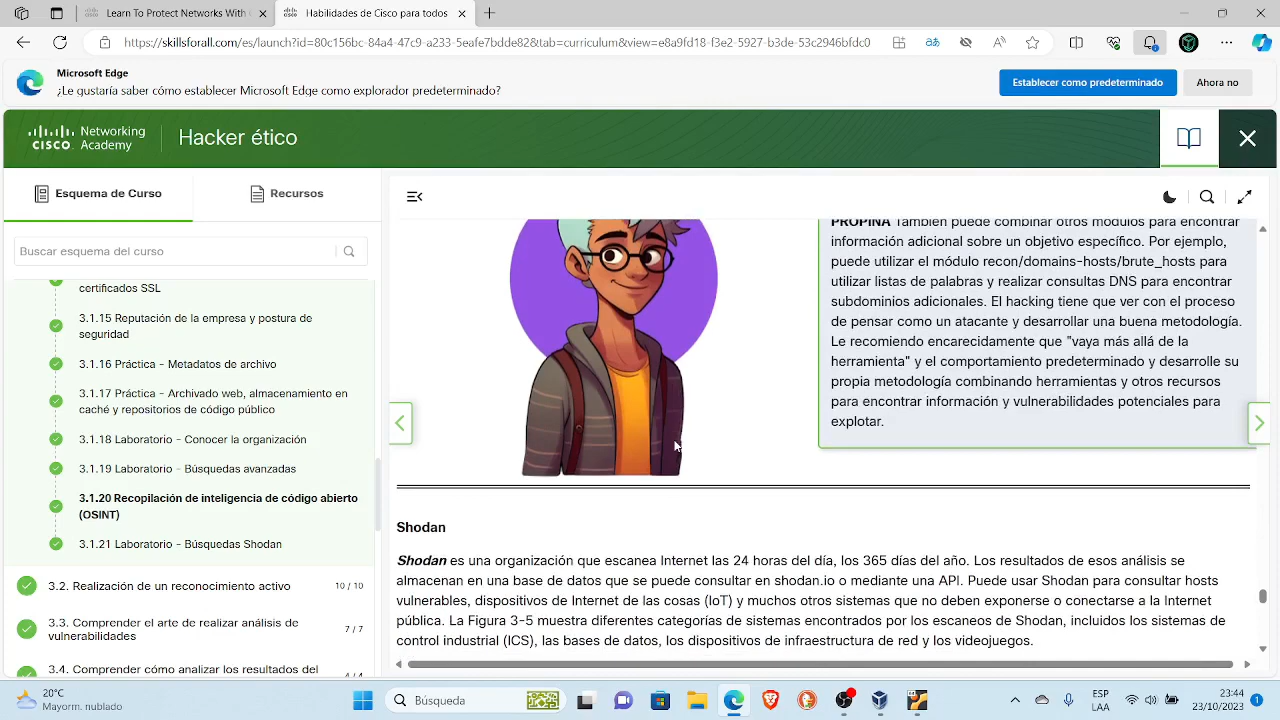 Learn To Protect Networks With
Habilidades de Cisco para todos
https://skillsforall.com/es/launch?id=80c156bc-84a4-47c9-a233-5eafe7bdde82&tab=curriculum&view=e8a9fd18-f3e2-5927-b3de-53c2946bfdc0
Microsoft Edge
¿Le gustaría saber cómo establecer Microsoft Edge como navegador predeterminado?
Establecer como predeterminado
Ahora no
Networking
CISCO Academy
Hacker ético
Esquema de Curso
Recursos
Buscar esquema del curso
certificados SSL
3.1.15 Reputación de la empresa y postura de
seguridad
3.1.16 Práctica - Metadatos de archivo
3.1.17 Práctica - Archivado web, almacenamiento en
caché y repositorios de código público
3.1.18 Laboratorio - Conocer la organización
3.1.19 Laboratorio - Búsquedas avanzadas
3.1.20 Recopilación de inteligencia de código abierto
(OSINT)
3.1.21 Laboratorio - Búsquedas Shodan
3.2. Realización de un reconocimiento activo
10 / 10
3.3. Comprender el arte de realizar análisis de
vulnerabilidades
7 / 7
3.4. Comprender cómo analizar los resultados del
PROPINA También puede combinar otros módulos para encontrar
información adicional sobre un objetivo específico. Por ejemplo,
puede utilizar el módulo recon/domains-hosts/brute_hosts para
utilizar listas de palabras y realizar consultas DNS para encontrar
subdominios adicionales. El hacking tiene que ver con el proceso
de pensar como un atacante y desarrollar una buena metodología.
Le recomiendo encarecidamente que "vaya más allá de la
herramienta" y el comportamiento predeterminado y desarrolle su
propia metodología combinando herramientas y otros recursos
para encontrar información y vulnerabilidades potenciales para
explotar.
Shodan
Shodan es una organización que escanea Internet las 24 horas del día, los 365 días del año. Los resultados de esos análisis se
almacenan en una base de datos que se puede consultar en shodan.io o mediante una API. Puede usar Shodan para consultar hosts
vulnerables, dispositivos de Internet de las cosas (IoT) y muchos otros sistemas que no deben exponerse o conectarse a la Internet
pública. La Figura 3-5 muestra diferentes categorías de sistemas encontrados por los escaneos de Shodan, incluidos los sistemas de
control industrial (ICS), las bases de datos, los dispositivos de infraestructura de red y los videojuegos.
20°C
Mayorm. nublado
Búsqueda
ESP
LAA
23:44
23/10/2023
1